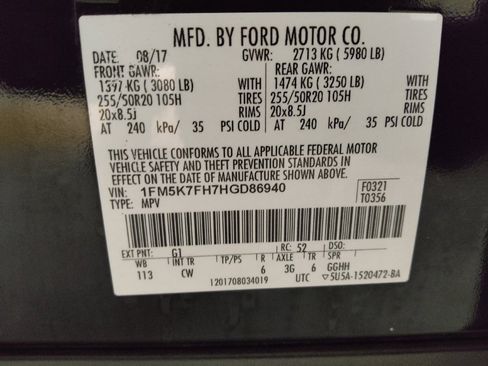 MFD. BY FORD MOTOR CO.
DATE: 08/17 GVWR: 2713 KG ( 5980 LB)
FRONT GAWR: REAR GAWR:
1397 KG ( 3080 LB) 1474 KG ( 3250 LB)
255/50R20 105H TIRES 255/50R20 105H
20x8.5J RIMS 20x8.5J
AT 240 kPa/ 35 PSI COLD AT 240 kPa/ 35 PSI COLD
THIS VEHICLE CONFORMS TO ALL APPLICABLE FEDERAL MOTOR
VEHICLE SAFETY AND THEFT PREVENTION STANDARDS IN
EFFECT ON THE DATE OF MANUFACTURE SHOWN ABOVE.
VIN: 1FM5K7FH7HGD86940 F0321
TYPE: MPV T0356
EXT PNT: G1 RC: 52 DSO:
WB INT TR TP/PS R AXLE TR SPR
113 CW 6 3G 6 GGHH
1201708034019 UTC ▽5U5A-1520472-BA